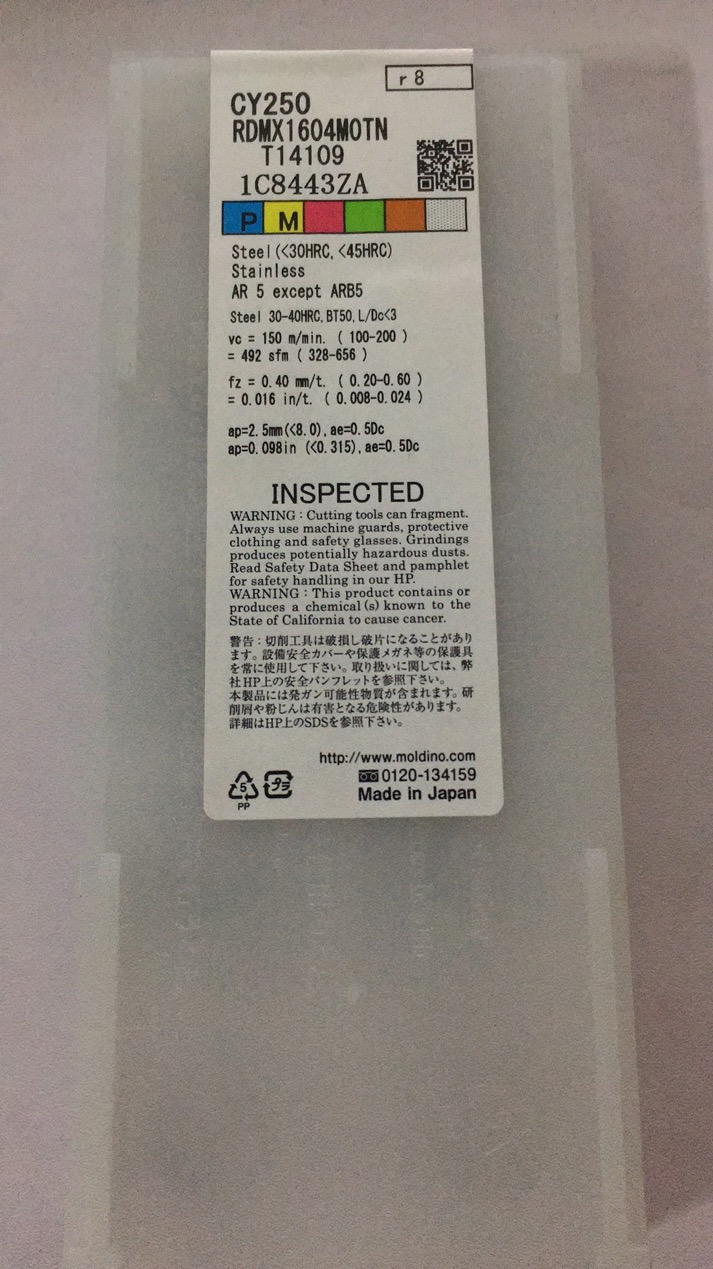 r 8
CY250
RDMX1604M0TN
T14109
1C8443ZA
P M
Steel(<30HRC, <45HRC)
Stainless
AR 5 except ARB5
Steel 30-40HRC,BT50,L/Dc<3
vc = 150 m/min. ( 100-200 )
= 492 sfm ( 328-656 )
fz = 0.40 mm/t. ( 0.20-0.60 )
= 0.016 in/t. ( 0.008-0.024 )
ap=2.5mm(<8.0),ae=0.5Dc
ap=0.098in (<0.315),ae=0.5Dc
INSPECTED
WARNING : Cutting tools can fragment.
Always use machine guards, protective
clothing and safety glasses. Grindings
produces potentially hazardous dusts.
Read Safety Data Sheet and pamphlet
for safety handling in our HP.
WARNING : This product contains or
produces a chemical (s) known to the
State of California to cause cancer.
警告：切削工具は破損し破片になることがあり
ます。設備安全カバーや保護メガネ等の保護具
を常に使用して下さい。取り扱いに関しては、弊
社HP上の安全パンフレットを参照下さい。
本製品には発ガン可能性物質が含まれます。研
削屑や粉じんは有害となる危険性があります。
詳細はHP上のSDSを参照下さい。
http://www.moldino.com
0120-134159
Made in Japan
5
PP
プラ